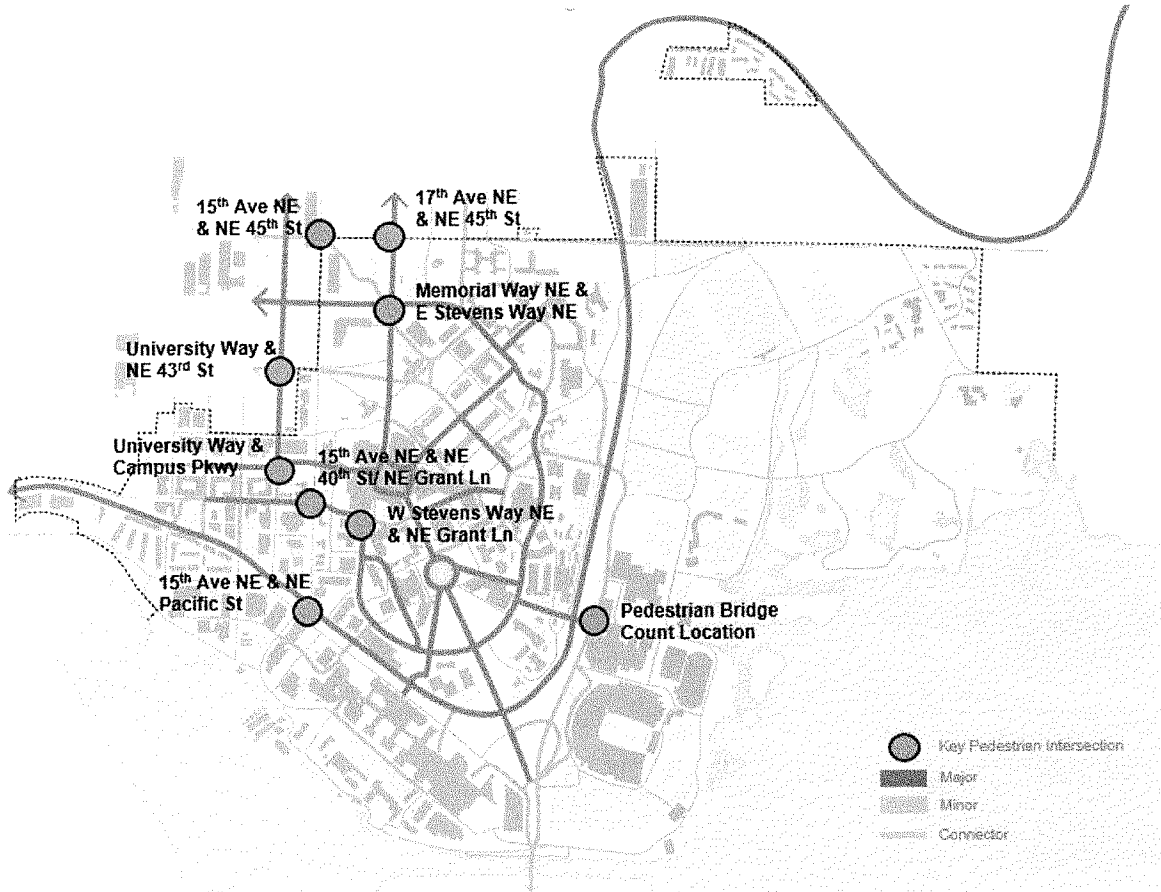 15th Ave NE
& NE 45th St
17th Ave NE
& NE 45th St
Memorial Way NE &
E Stevens Way NE
University Way &
NE 43rd St
University Way &
Campus Pkwy
15th Ave NE & NE
40th St/ NE Grant Ln
W Stevens Way NE
& NE Grant Ln
15th Ave NE & NE
Pacific St
Pedestrian Bridge
Count Location
Key Pedestrian Intersection
Major
Minor
Connector